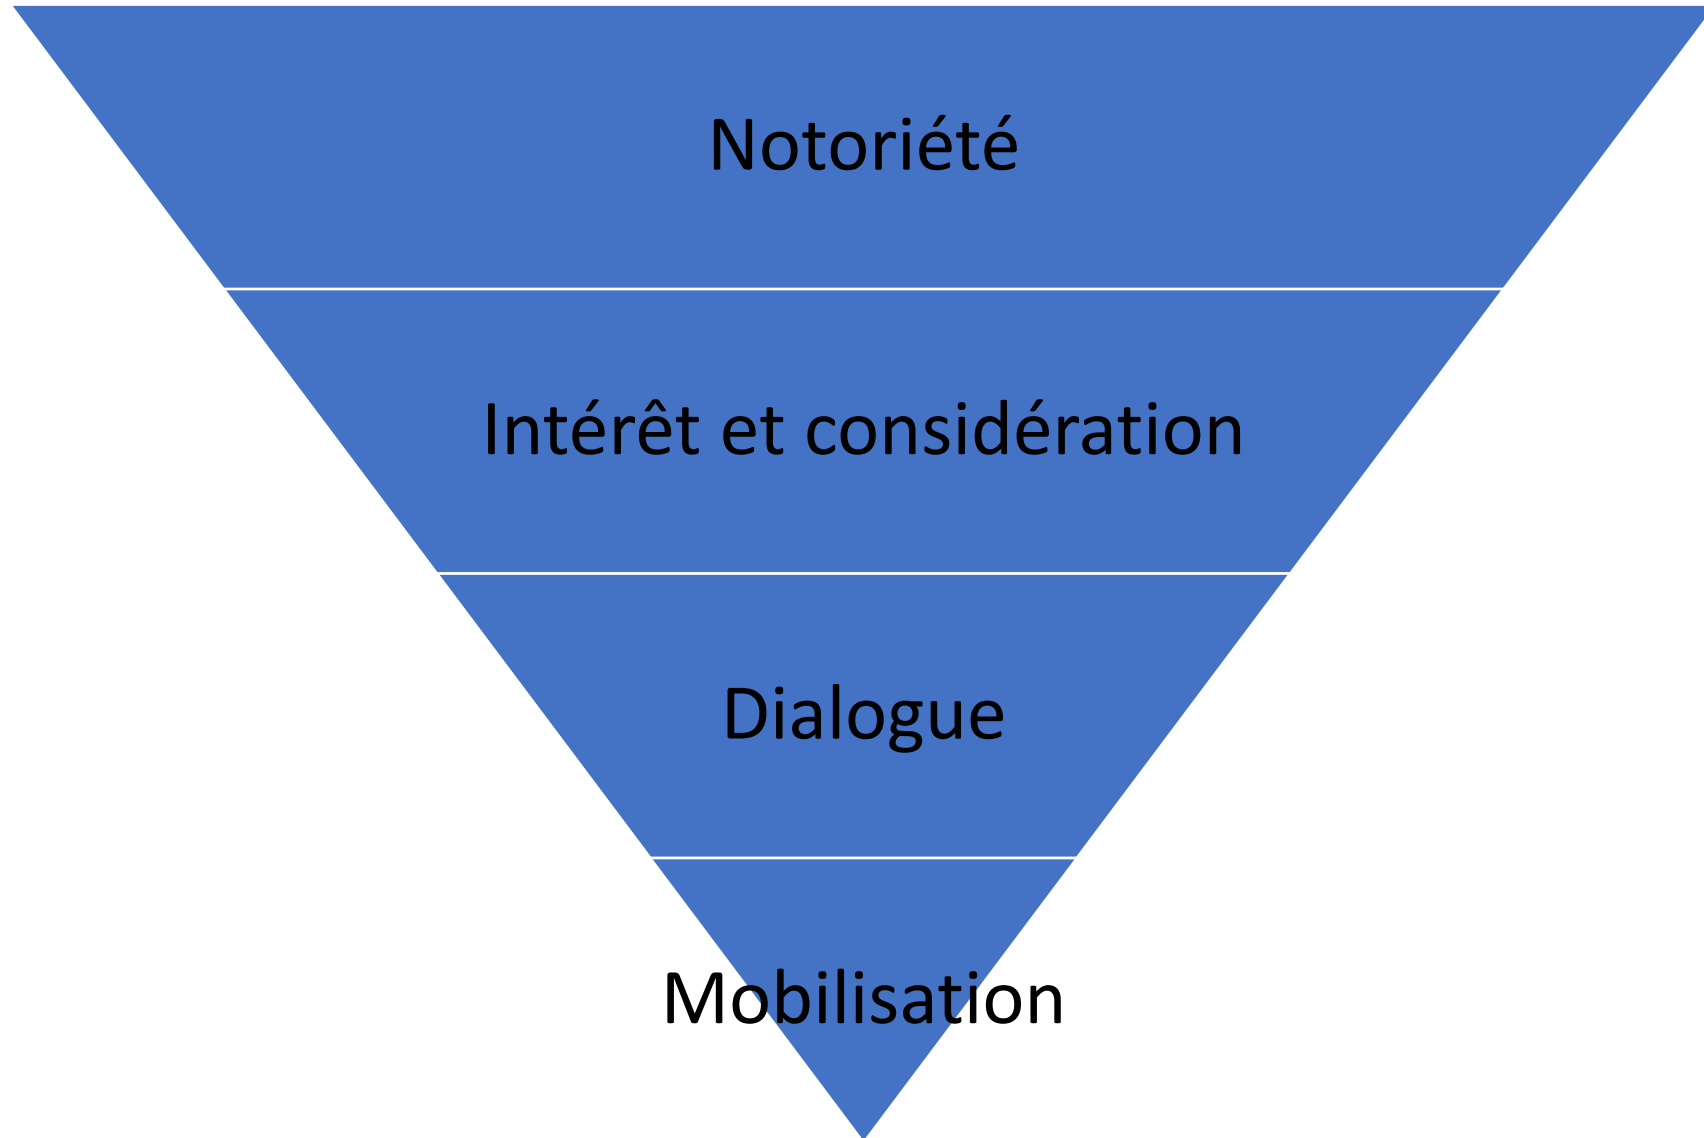 Notoriété
Intérêt et considération
Dialogue
Mobilisation